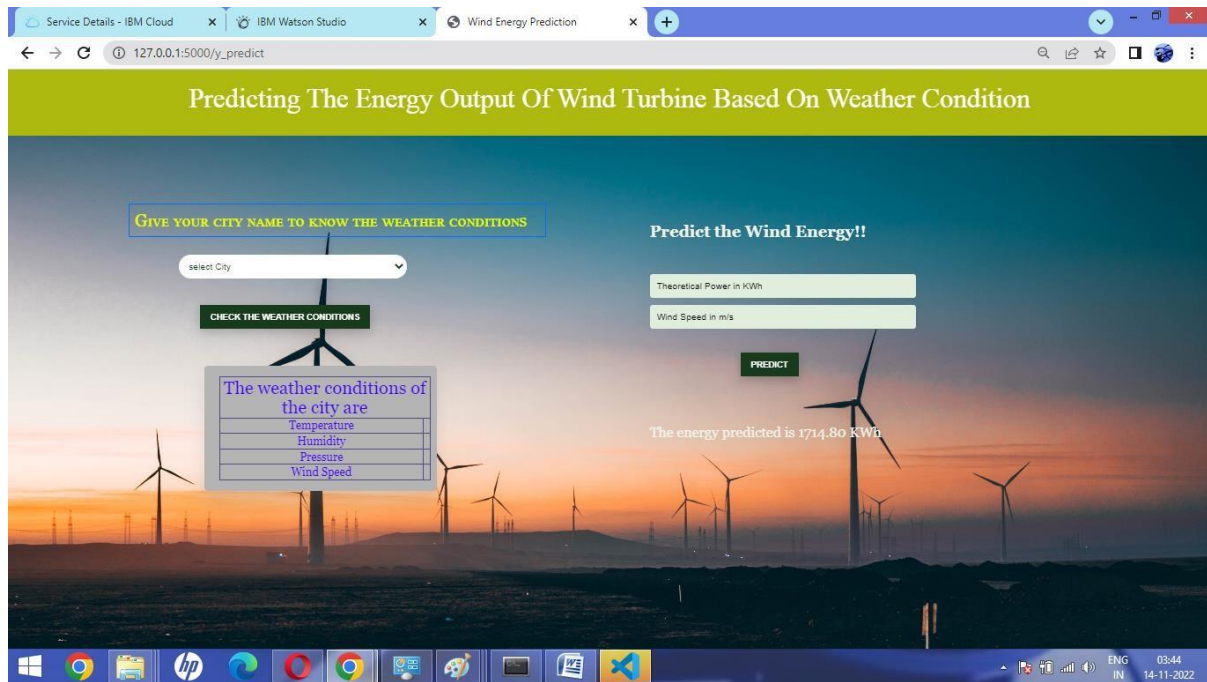 Service Details - IBM Cloud
IBM Watson Studio
Wind Energy Prediction
127.0.0.1:5000/y_predict
Predicting The Energy Output Of Wind Turbine Based On Weather Condition
GIVE YOUR CITY NAME TO KNOW THE WEATHER CONDITIONS
select City
CHECK THE WEATHER CONDITIONS
The weather conditions of
the city are
Temperature
Humidity
Pressure
Wind Speed
Predict the Wind Energy!!
Theoretical Power in KWh
Wind Speed in m/s
PREDICT
The energy predicted is 1714.80 KWh
hp
ENG
IN
03:44
14-11-2022